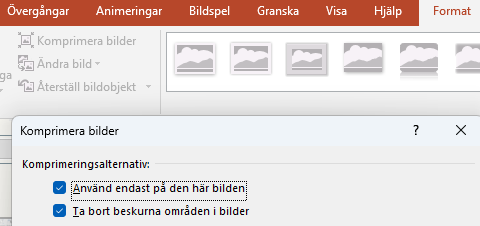 Övergångar Animeringar Bildspel Granska Visa Hjälp Format
Komprimera bilder
Ändra bild
ga Återställ bildobjekt
Komprimera bilder ?
Komprimeringsalternativ:
Använd endast på den här bilden
Ta bort beskurna områden i bilder